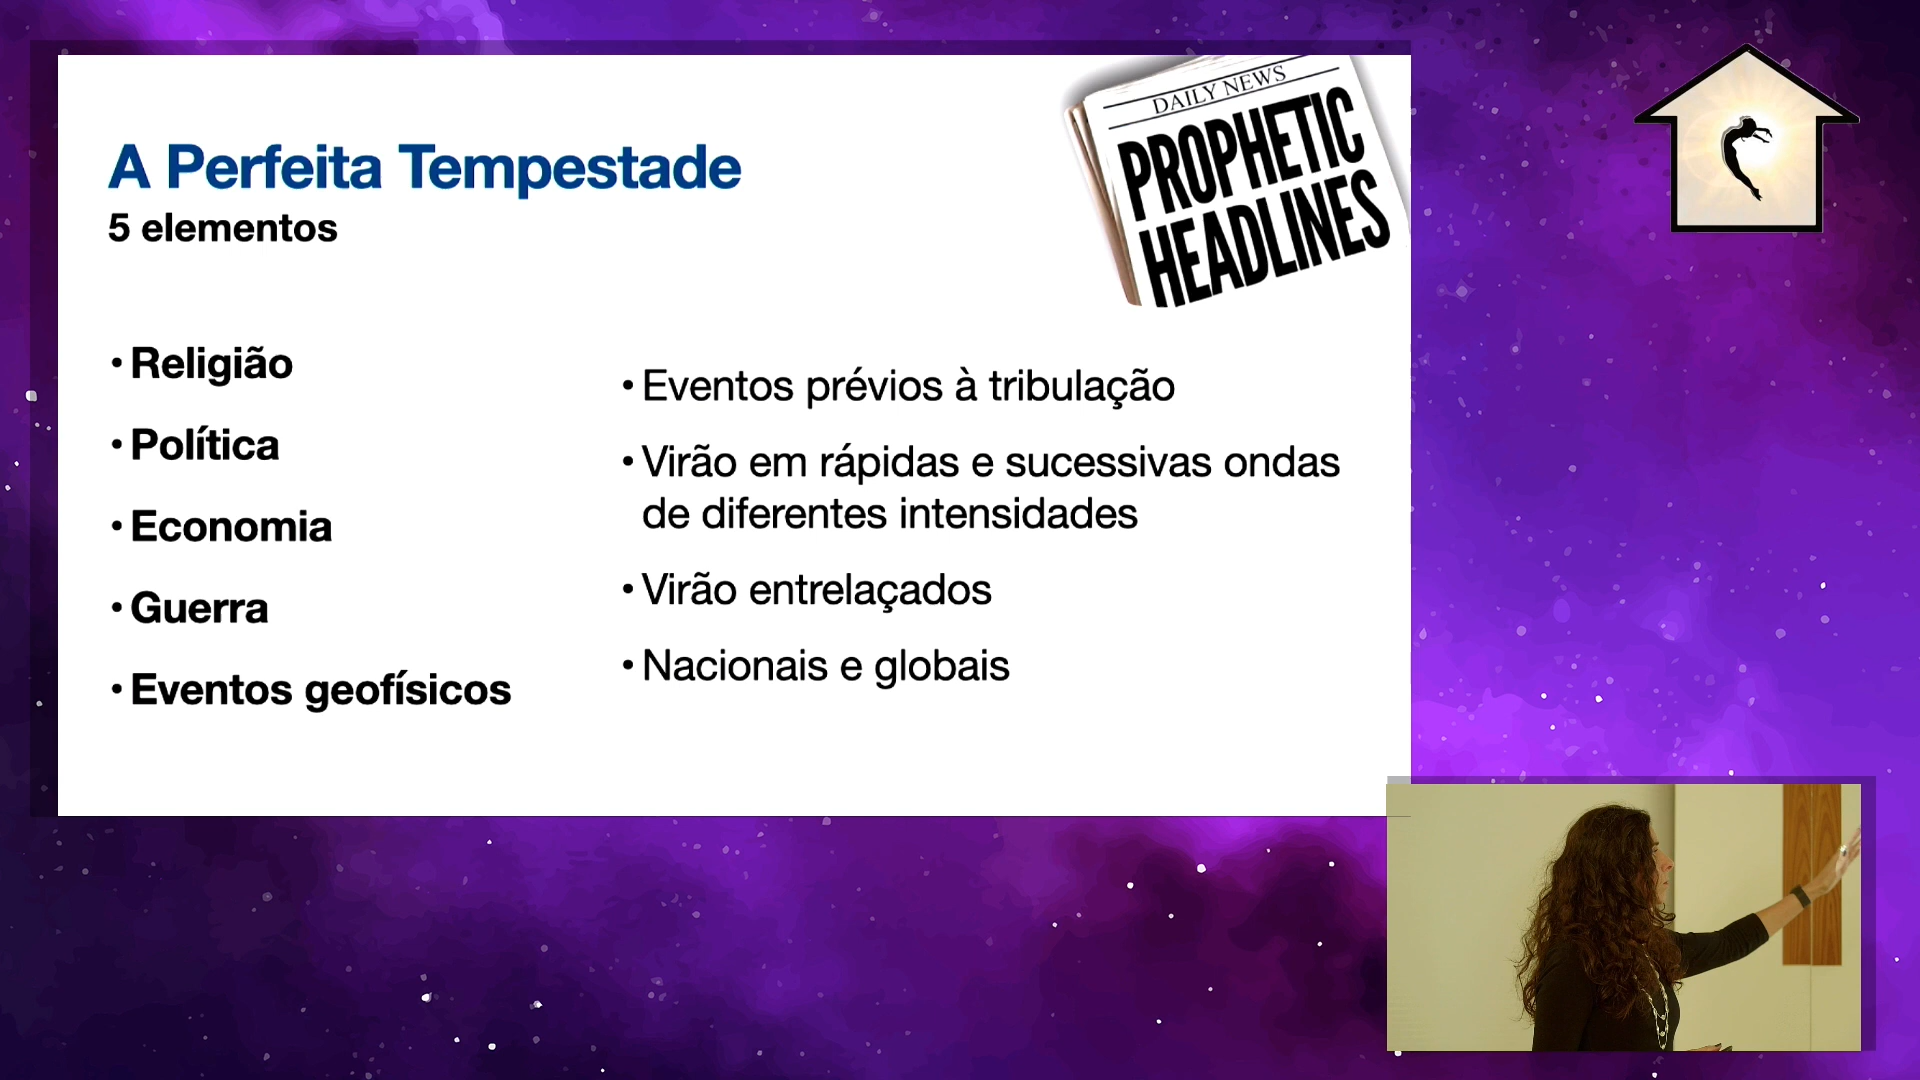 A Perfeita Tempestade
5 elementos
DAILY NEWS
PROPHETIC
HEADLINES
• Religião
• Política
• Economia
• Guerra
• Eventos geofísicos
• Eventos prévios à tribulação
• Virão em rápidas e sucessivas ondas
de diferentes intensidades
• Virão entrelaçados
• Nacionais e globais